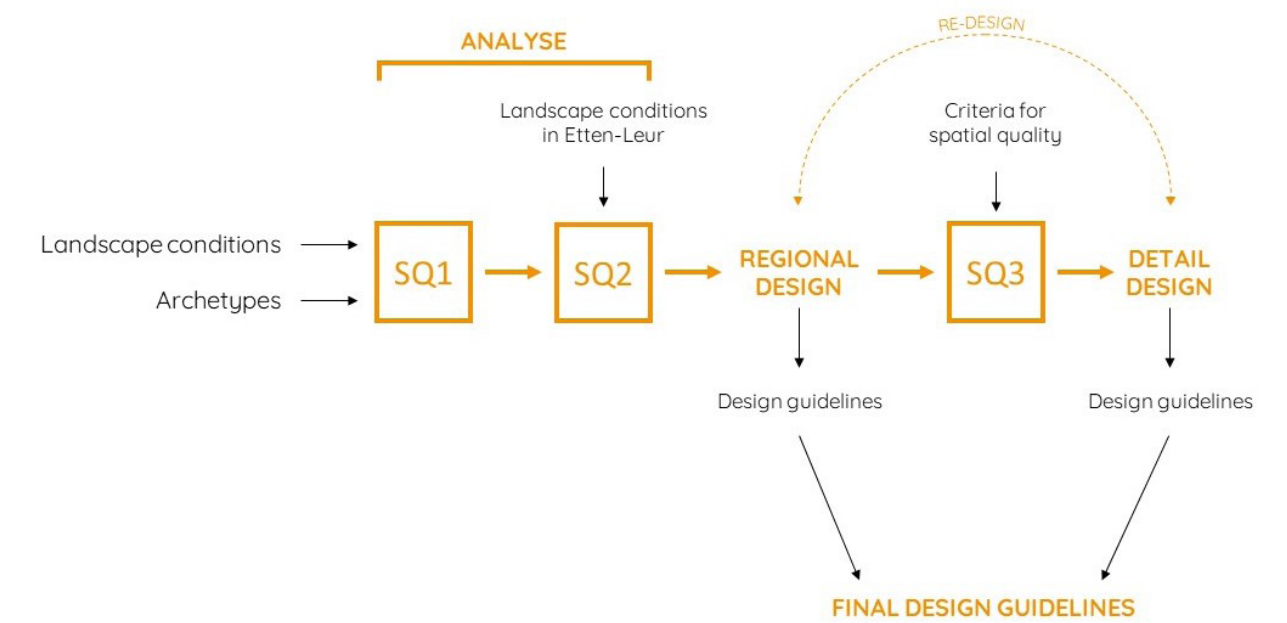 RE-DESIGN
ANALYSE
Landscape conditions
in Etten-Leur
Criteria for
spatial quality
Landscape conditions
Archetypes
SQ1
SQ2
REGIONAL
DESIGN
SQ3
DETAIL
DESIGN
Design guidelines
Design guidelines
FINAL DESIGN GUIDELINES